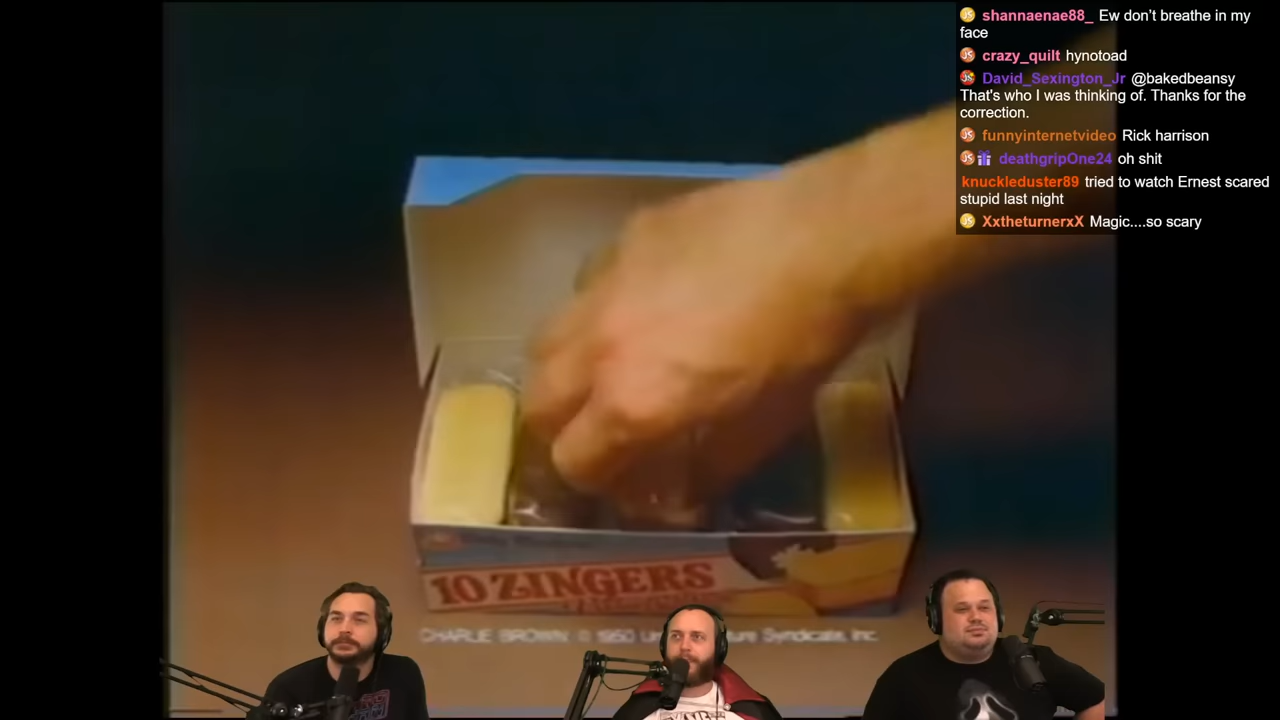 shannaenae88_ Ew don't breathe in my
face
crazy_quilt hynotoad
David_Sexington_Jr @bakedbeansy
That's who I was thinking of. Thanks for the
correction.
funnyinternetvideo Rick harrison
deathgripOne24 oh shit
knuckleduster89 tried to watch Ernest scared
stupid last night
XxtheturnerxX Magic....so scary
10 ZINGERS
CHARLIE BROWN © 1950 Syndicate, Inc.